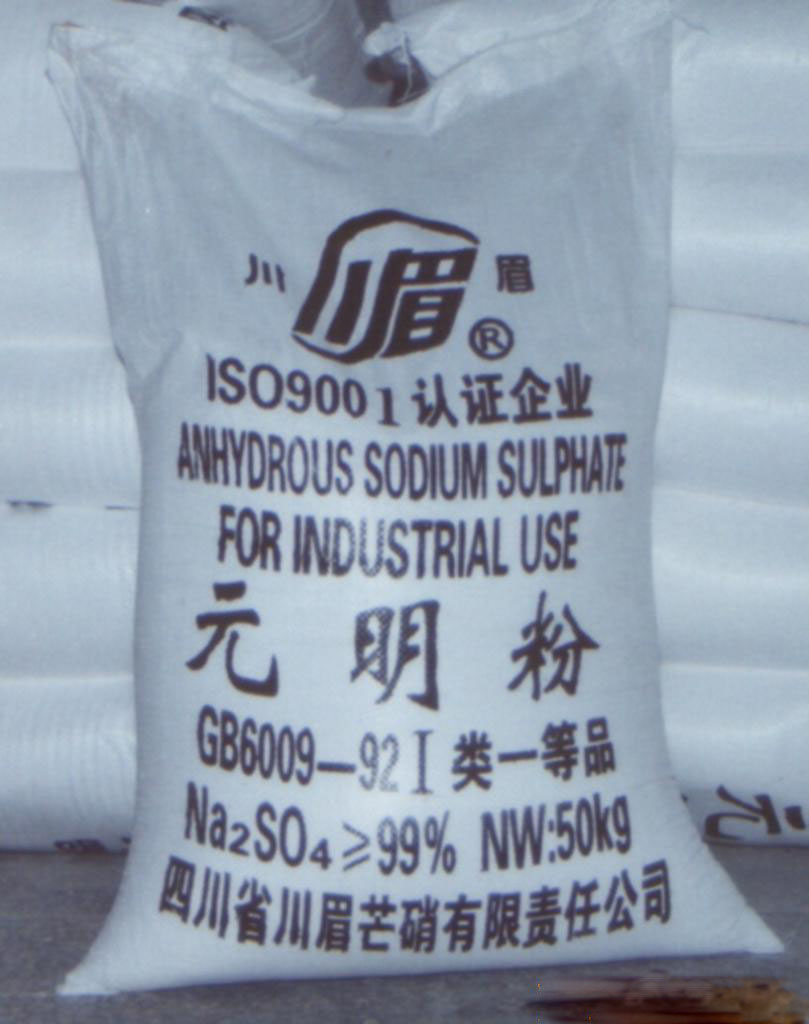 川 川眉 眉
®
ISO9001认证企业
ANHYDROUS SODIUM SULPHATE
FOR INDUSTRIAL USE
元明粉
GB6009—92 I 类一等品
Na₂SO₄≥99% NW:50kg
四川省川眉芒硝有限责任公司
元